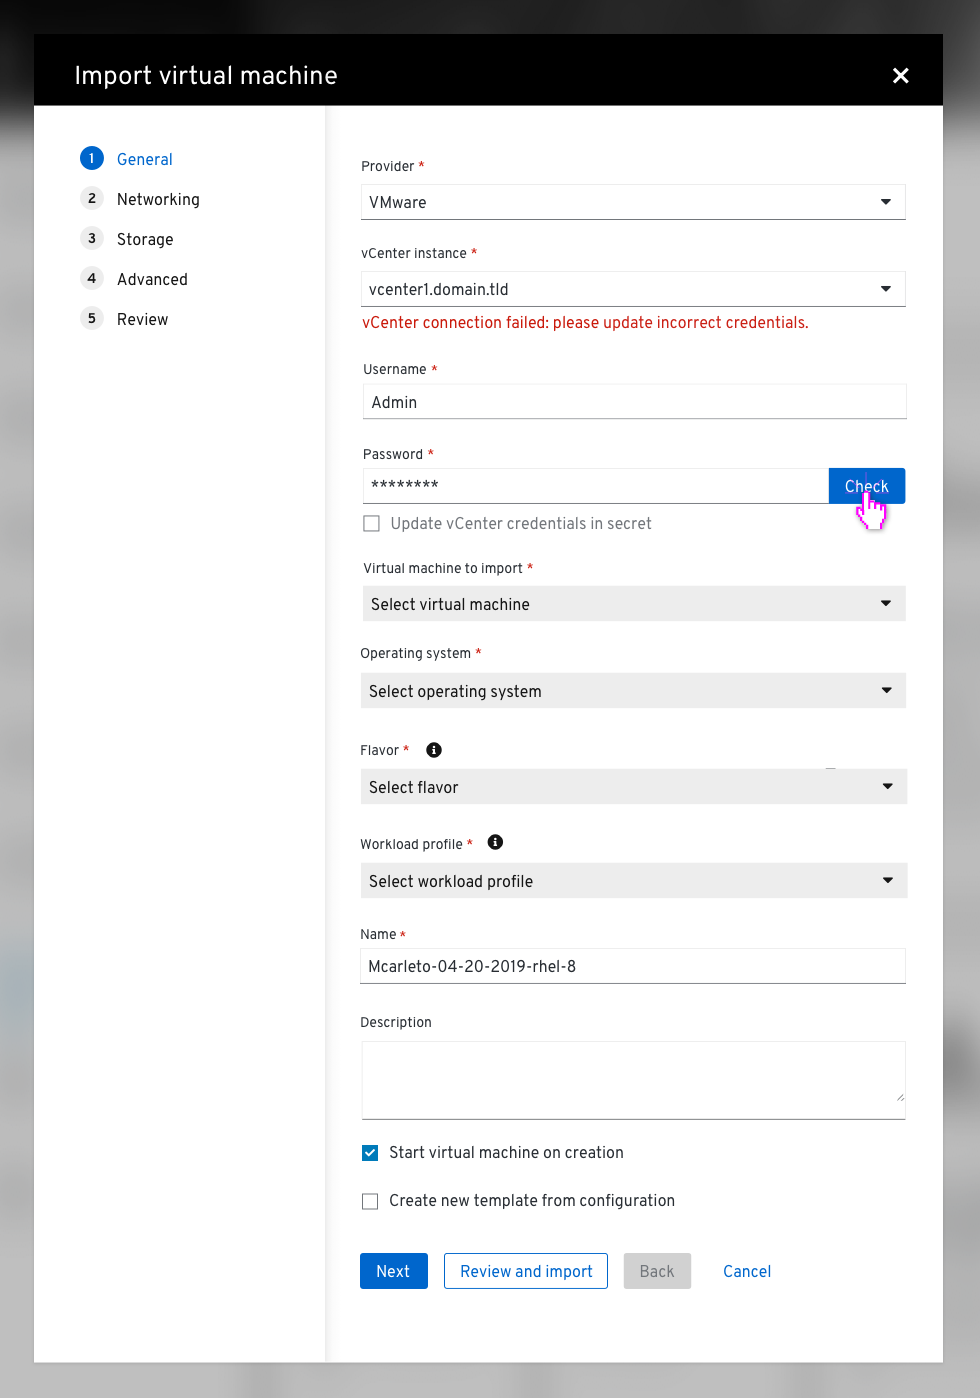 Import virtual machine
1 General
2 Networking
3 Storage
4 Advanced
5 Review
Provider *
VMware
vCenter instance *
vcenter1.domain.tld
vCenter connection failed: please update incorrect credentials.
Username *
Admin
Password *
********
Check
Update vCenter credentials in secret
Virtual machine to import *
Select virtual machine
Operating system *
Select operating system
Flavor *
Select flavor
Workload profile *
Select workload profile
Name *
Mcarleto-04-20-2019-rhel-8
Description
Start virtual machine on creation
Create new template from configuration
Next
Review and import
Back
Cancel